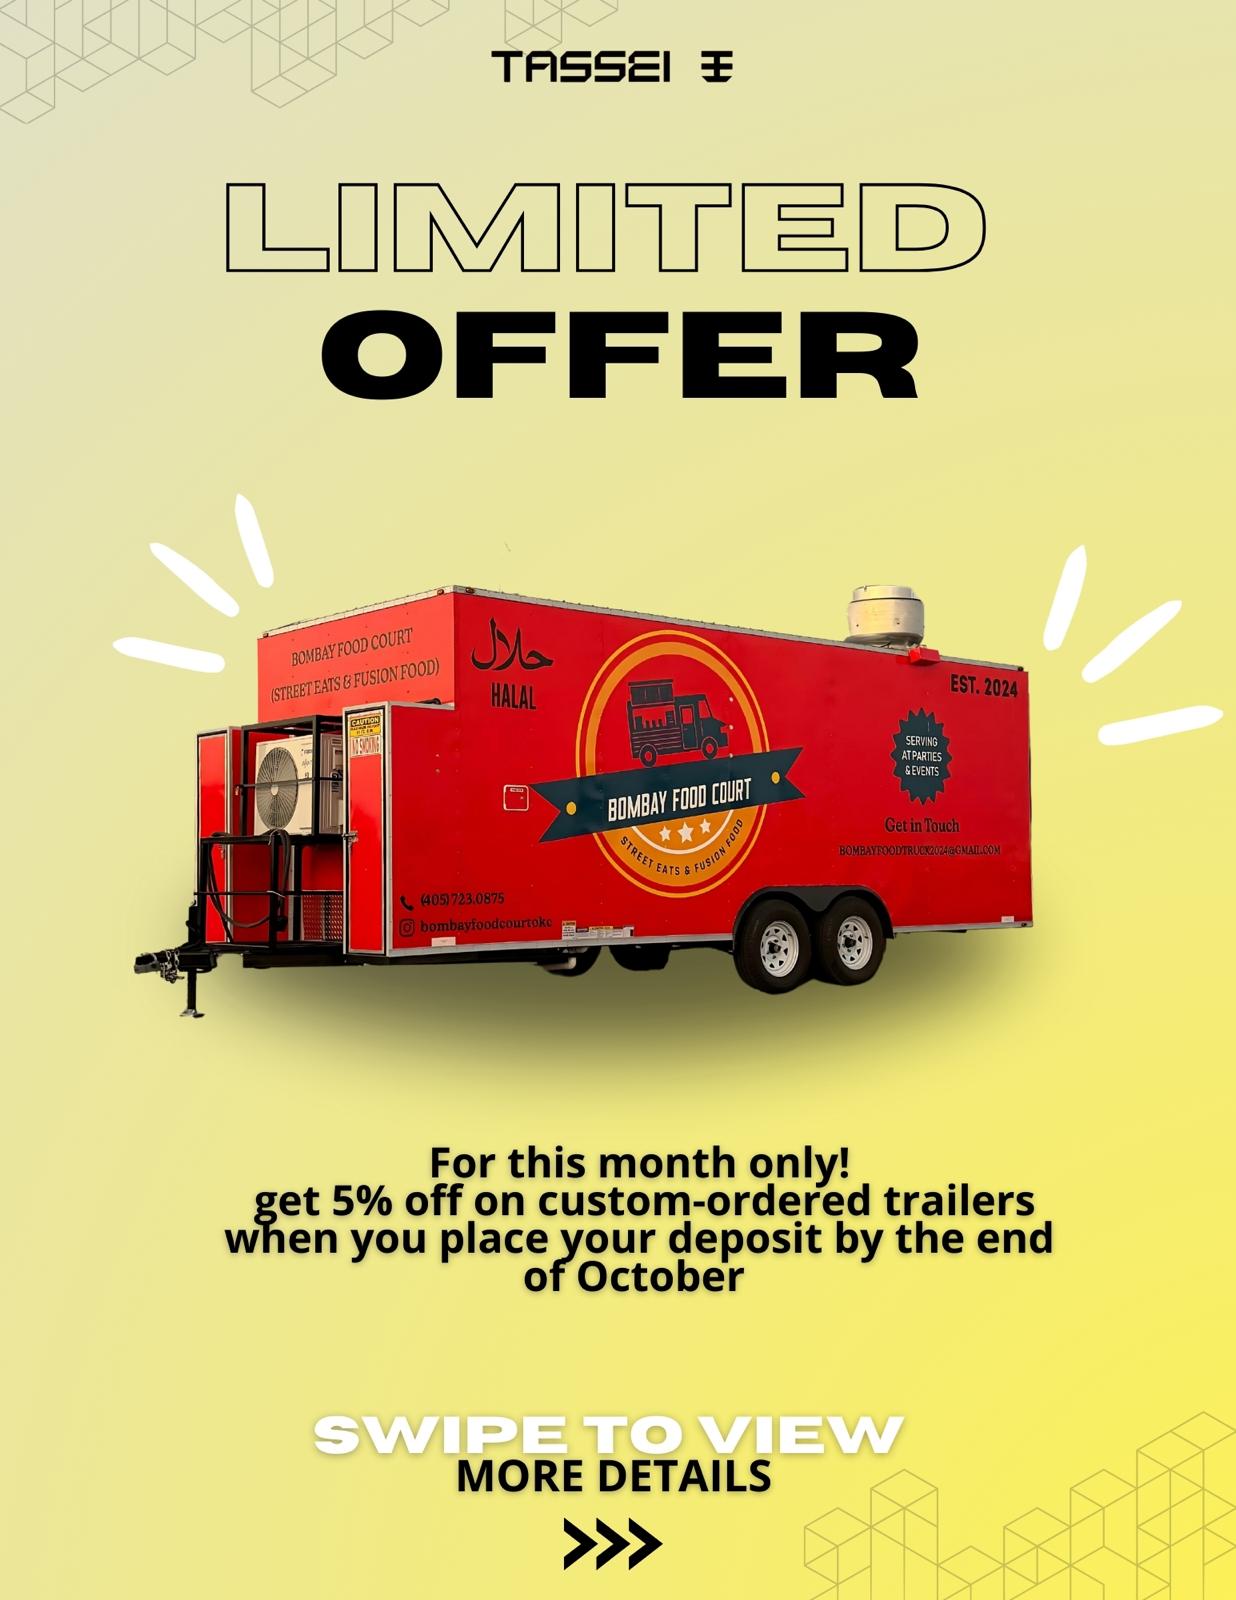 TASSEI
LIMITED
OFFER
BOMBAY FOOD COURT
(STREET EATS & FUSION FOOD)
حلال
HALAL
EST. 2024
CAUTION
NO SMOKING
SERVING
AT PARTIES
& EVENTS
BOMBAY FOOD COURT
STREET EATS & FUSION FOOD
Get in Touch
BOMBAYFOODTRUCK2024@GMAIL.COM
(405) 723.0875
bombayfoodcourtokc
For this month only!
get 5% off on custom-ordered trailers
when you place your deposit by the end
of October
SWIPE TO VIEW
MORE DETAILS